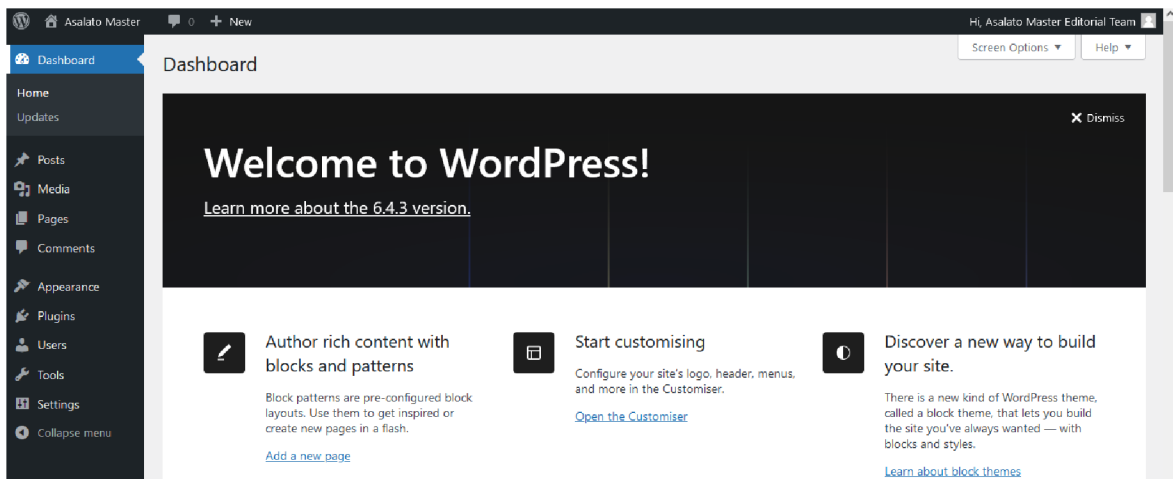 Asalato Master 0 New Hi, Asalato Master Editorial Team
Screen Options Help
Dashboard
Home
Updates
Posts
Media
Pages
Comments
Appearance
Plugins
Users
Tools
Settings
Collapse menu
Dashboard
Dismiss
Welcome to WordPress!
Learn more about the 6.4.3 version.
Author rich content with
blocks and patterns
Block patterns are pre-configured block
layouts. Use them to get inspired or
create new pages in a flash.
Add a new page
Start customising
Configure your site's logo, header, menus,
and more in the Customiser.
Open the Customiser
Discover a new way to build
your site.
There is a new kind of WordPress theme,
called a block theme, that lets you build
the site you've always wanted — with
blocks and styles.
Learn about block themes